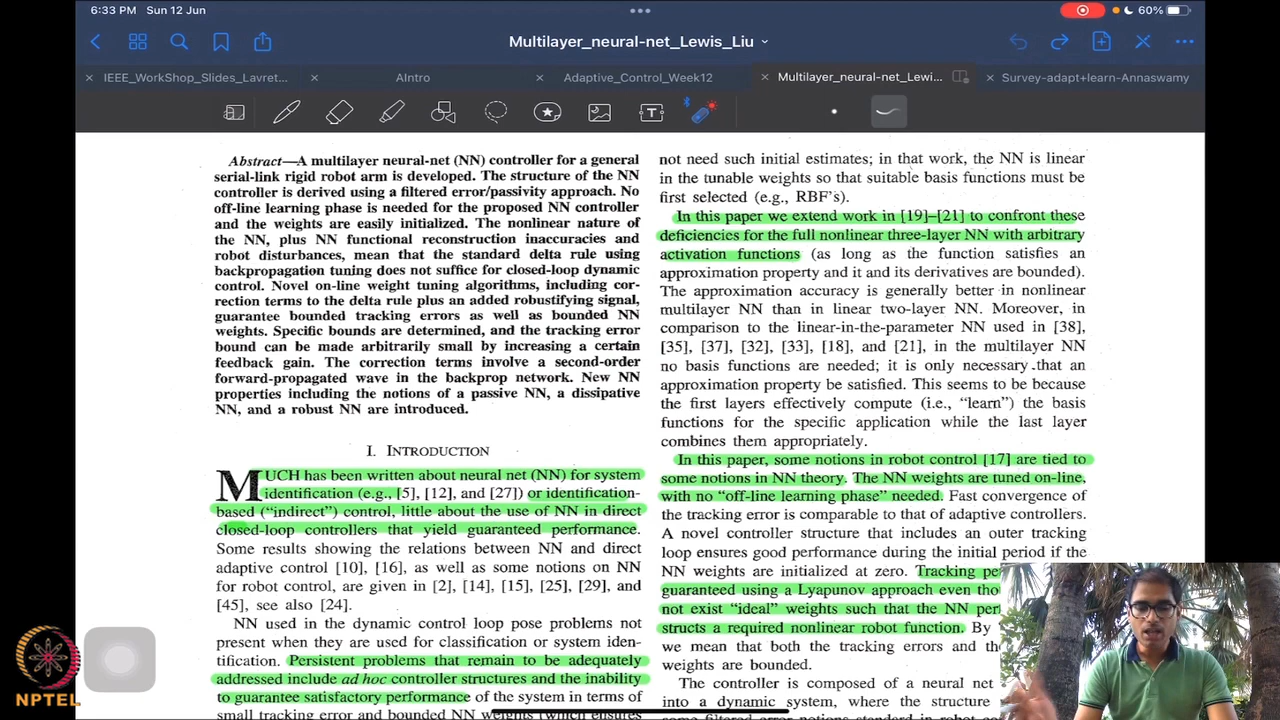 6:33 PM Sun 12 Jun
60%
Multilayer_neural-net_Lewis_Liu
IEEE_WorkShop_Slides_Lavret...
AIntro
Adaptive_Control_Week12
Multilayer_neural-net_Lewi...
Survey-adapt+learn-Annaswamy
Abstract—A multilayer neural-net (NN) controller for a general
serial-link rigid robot arm is developed. The structure of the NN
controller is derived using a filtered error/passivity approach. No
off-line learning phase is needed for the proposed NN controller
and the weights are easily initialized. The nonlinear nature of
the NN, plus NN functional reconstruction inaccuracies and
robot disturbances, mean that the standard delta rule using
backpropagation tuning does not suffice for closed-loop dynamic
control. Novel on-line weight tuning algorithms, including cor-
rection terms to the delta rule plus an added robustifying signal,
guarantee bounded tracking errors as well as bounded NN
weights. Specific bounds are determined, and the tracking error
bound can be made arbitrarily small by increasing a certain
feedback gain. The correction terms involve a second-order
forward-propagated wave in the backprop network. New NN
properties including the notions of a passive NN, a dissipative
NN, and a robust NN are introduced.
I. INTRODUCTION
MUCH has been written about neural net (NN) for system
identification (e.g., [5], [12], and [27]) or identification-
based ("indirect") control, little about the use of NN in direct
closed-loop controllers that yield guaranteed performance.
Some results showing the relations between NN and direct
adaptive control [10], [16], as well as some notions on NN
for robot control, are given in [2], [14], [15], [25], [29], and
[45], see also [24].
NN used in the dynamic control loop pose problems not
present when they are used for classification or system iden-
tification. Persistent problems that remain to be adequately
addressed include ad hoc controller structures and the inability
to guarantee satisfactory performance of the system in terms of
small tracking error and bounded NN weights (which ensures
not need such initial estimates; in that work, the NN is linear
in the tunable weights so that suitable basis functions must be
first selected (e.g., RBF's).
In this paper we extend work in [19]–[21] to confront these
deficiencies for the full nonlinear three-layer NN with arbitrary
activation functions (as long as the function satisfies an
approximation property and it and its derivatives are bounded).
The approximation accuracy is generally better in nonlinear
multilayer NN than in linear two-layer NN. Moreover, in
comparison to the linear-in-the-parameter NN used in [38],
[35], [37], [32], [33], [18], and [21], in the multilayer NN
no basis functions are needed; it is only necessary that an
approximation property be satisfied. This seems to be because
the first layers effectively compute (i.e., "learn") the basis
functions for the specific application while the last layer
combines them appropriately.
In this paper, some notions in robot control [17] are tied to
some notions in NN theory. The NN weights are tuned on-line,
with no "off-line learning phase" needed. Fast convergence of
the tracking error is comparable to that of adaptive controllers.
A novel controller structure that includes an outer tracking
loop ensures good performance during the initial period if the
NN weights are initialized at zero. Tracking pe
guaranteed using a Lyapunov approach even tho
not exist "ideal" weights such that the NN per
structs a required nonlinear robot function. By
we mean that both the tracking errors and th
weights are bounded.
The controller is composed of a neural net
into a dynamic system, where the structure
NPTEL